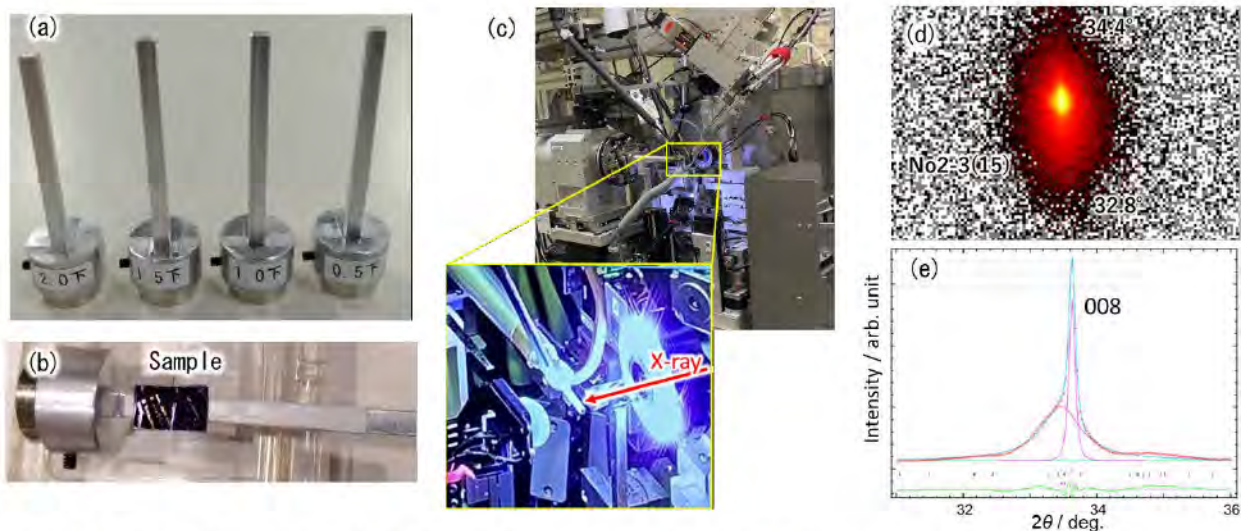 (a)
2.0下
1.5下
1.0下
0.5下
(b)
Sample
(c)
X-ray
(d)
34.4°
No2-3(15)
32.8°
(e)
008
Intensity / arb. unit
32
34
36
2θ / deg.